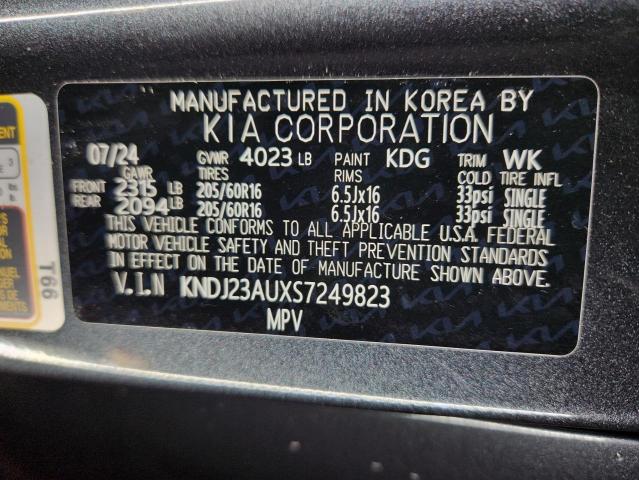 MANUFACTURED IN KOREA BY
KIA CORPORATION
07/24 GVWR 4023 LB PAINT KDG TRIM WK
GAWR TIRES RIMS COLD TIRE INFL
FRONT 2315 LB 205/60R16 6.5Jx16 33psi SINGLE
REAR 2094 LB 205/60R16 6.5Jx16 33psi SINGLE
THIS VEHICLE CONFORMS TO ALL APPLICABLE U.S.A. FEDERAL
MOTOR VEHICLE SAFETY AND THEFT PREVENTION STANDARDS
IN EFFECT ON THE DATE OF MANUFACTURE SHOWN ABOVE.
V.I.N KNDJ23AUXS7249823
MPV
T66
3